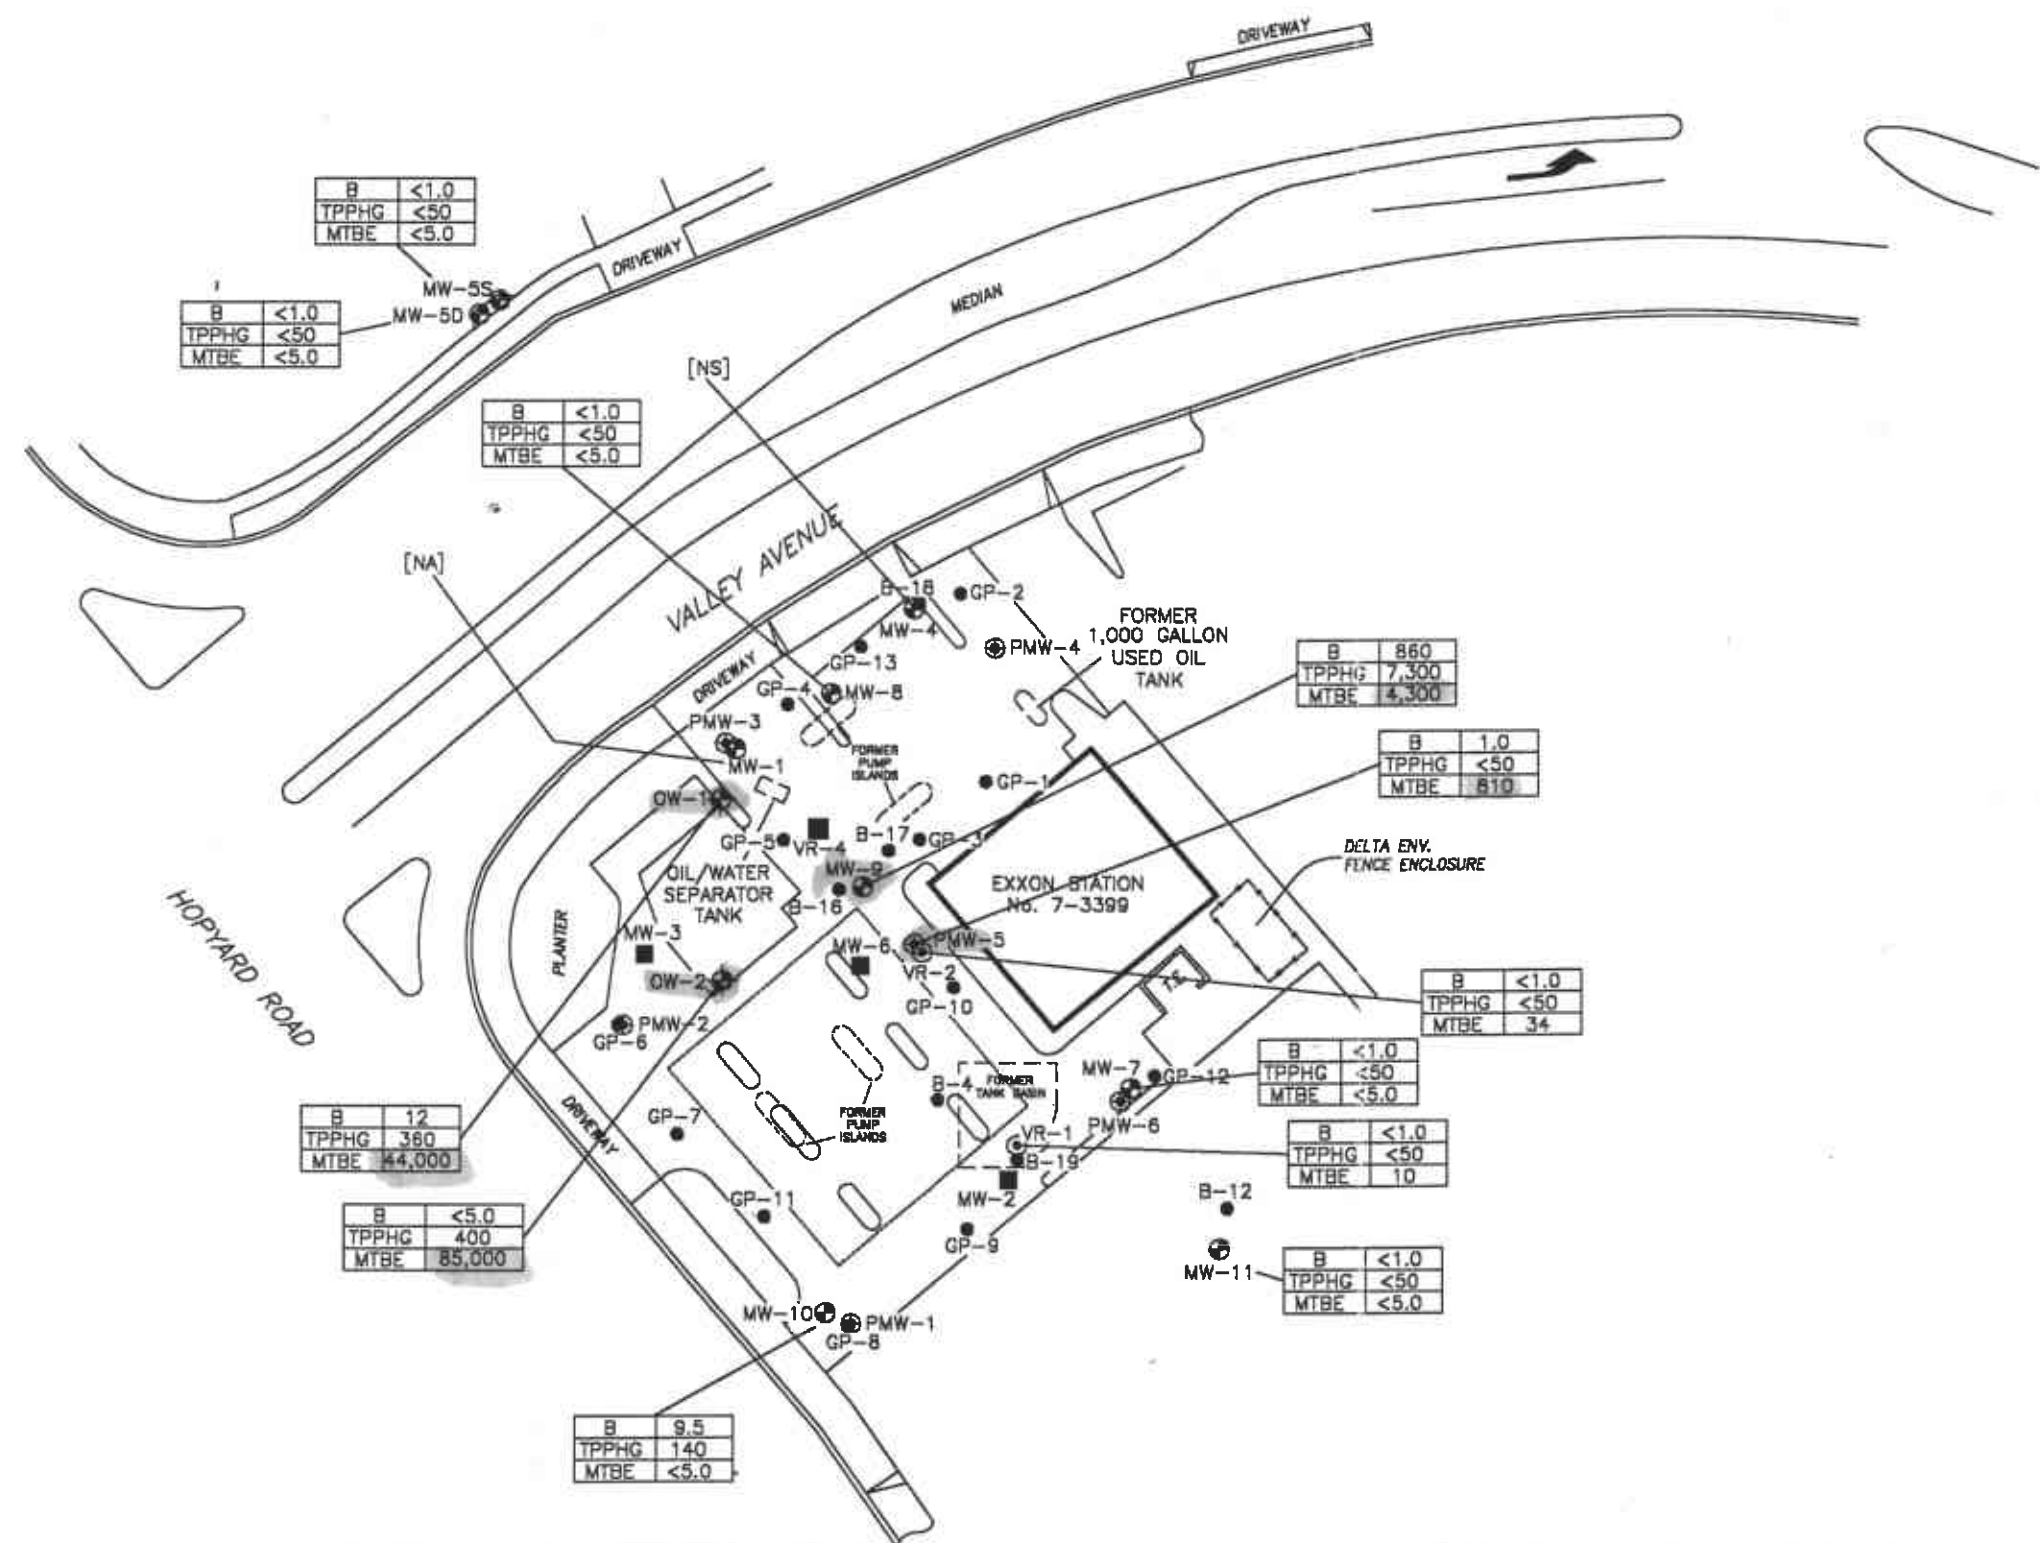 DRIVEWAY
B <1.0
TPPHG <50
MTBE <5.0
DRIVEWAY
MW-5S
MW-5D
B <1.0
TPPHG <50
MTBE <5.0
MEDIAN
[NS]
B <1.0
TPPHG <50
MTBE <5.0
[NA]
VALLEY AVENUE
B-18
GP-2
MW-4
FORMER
1,000 GALLON
USED OIL
TANK
PMW-4
GP-13
DRIVEWAY
GP-4
MW-8
B 860
TPPHG 7,300
MTBE 4,300
PMW-3
MW-1
FORMER
PUMP
ISLANDS
B 1.0
TPPHG <50
MTBE 810
GP-1
OW-1
GP-5
VR-4
B-17
GP-3
DELTA ENV.
FENCE ENCLOSURE
OIL/WATER
SEPARATOR
TANK
MW-9
B-16
EXXON STATION
No. 7-3399
HOPYARD ROAD
PLANTER
MW-3
MW-6
PMW-5
VR-2
OW-2
GP-10
T.E.
B <1.0
TPPHG <50
MTBE 34
PMW-2
GP-6
MW-7
GP-12
B <1.0
TPPHG <50
MTBE <5.0
FORMER
TANK BASIN
B-4
PMW-6
DRIVEWAY
GP-7
FORMER
PUMP
ISLANDS
B 12
TPPHG 360
MTBE 44,000
VR-1
B-19
B <1.0
TPPHG <50
MTBE 10
MW-2
GP-11
GP-9
B-12
B <5.0
TPPHG 400
MTBE 85,000
MW-11
B <1.0
TPPHG <50
MTBE <5.0
MW-10
PMW-1
GP-8
B 9.5
TPPHG 140
MTBE <5.0